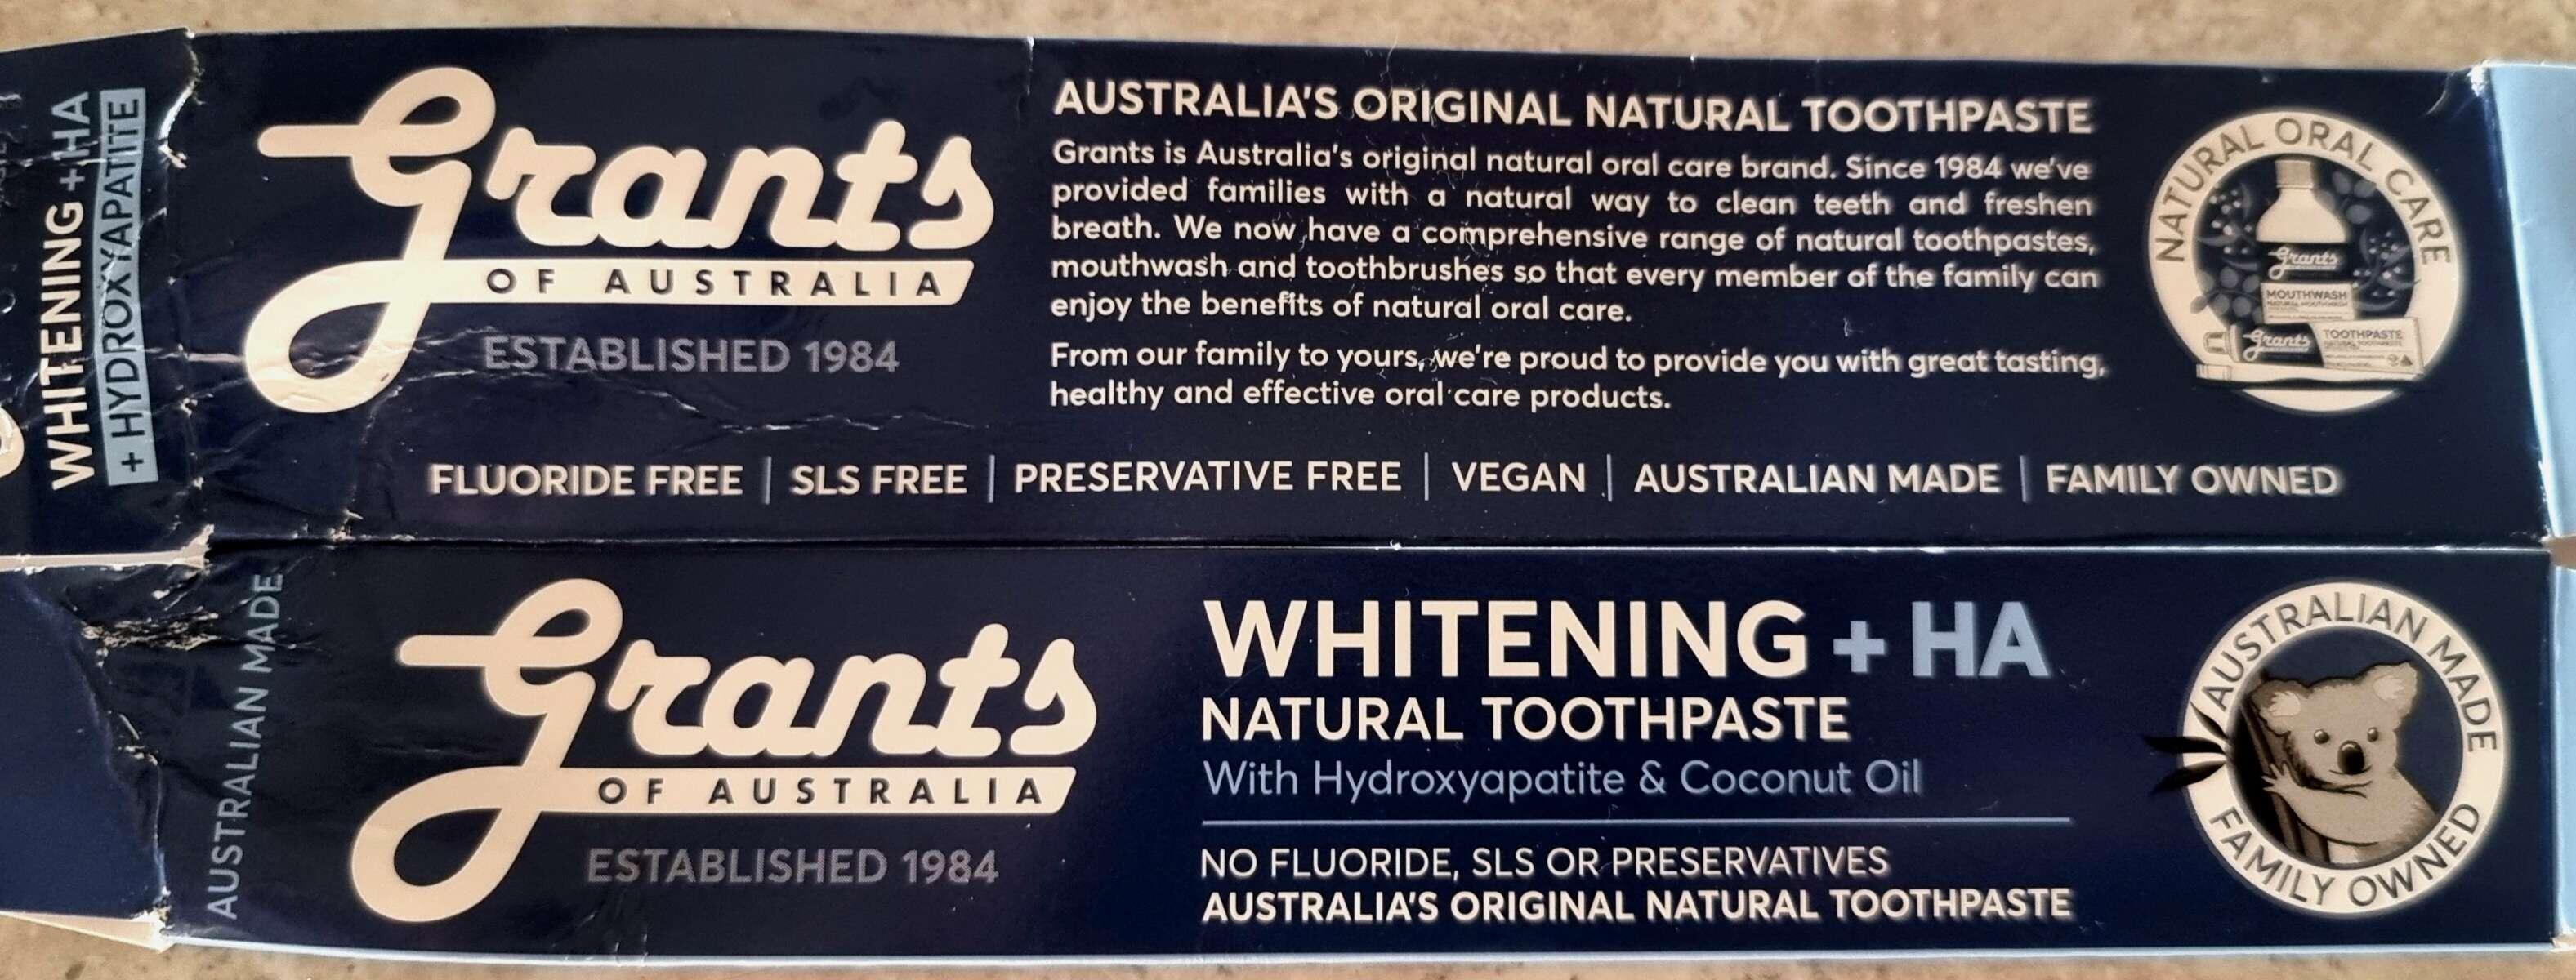 WHITENING + HA
+ HYDROXYAPATITE
Grants
OF AUSTRALIA
ESTABLISHED 1984
AUSTRALIA'S ORIGINAL NATURAL TOOTHPASTE
Grants is Australia's original natural oral care brand. Since 1984 we've
provided families with a natural way to clean teeth and freshen
breath. We now have a comprehensive range of natural toothpastes,
mouthwash and toothbrushes so that every member of the family can
enjoy the benefits of natural oral care.
From our family to yours, we're proud to provide you with great tasting,
healthy and effective oral care products.
NATURAL ORAL CARE
Grants
MOUTHWASH
Grants
TOOTHPASTE
FLUORIDE FREE | SLS FREE | PRESERVATIVE FREE | VEGAN | AUSTRALIAN MADE | FAMILY OWNED
AUSTRALIAN MADE
Grants
OF AUSTRALIA
ESTABLISHED 1984
WHITENING + HA
NATURAL TOOTHPASTE
With Hydroxyapatite & Coconut Oil
NO FLUORIDE, SLS OR PRESERVATIVES
AUSTRALIA'S ORIGINAL NATURAL TOOTHPASTE
AUSTRALIAN MADE
FAMILY OWNED